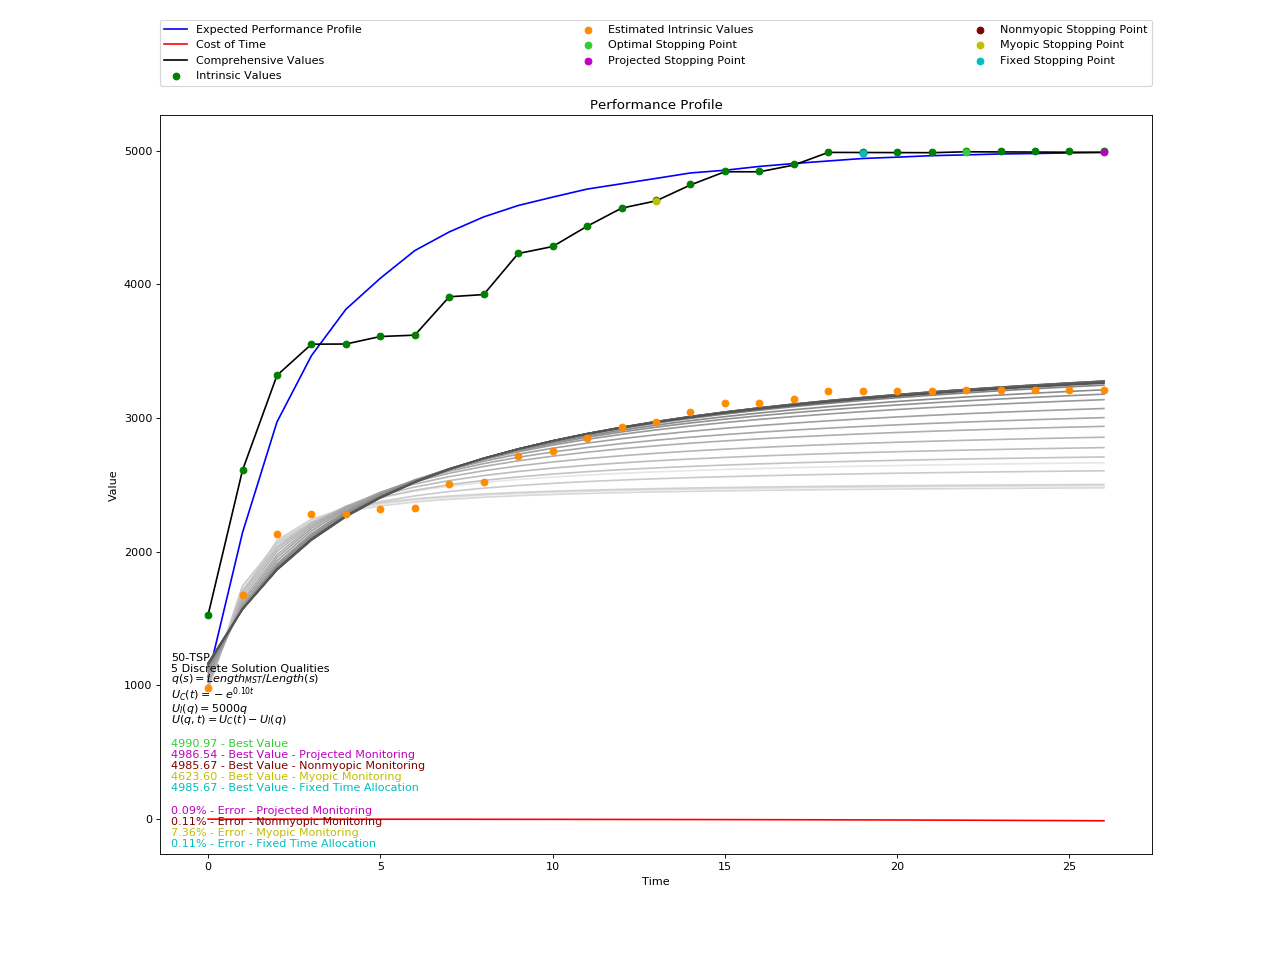 Expected Performance Profile
Cost of Time
Comprehensive Values
Intrinsic Values
Estimated Intrinsic Values
Optimal Stopping Point
Projected Stopping Point
Nonmyopic Stopping Point
Myopic Stopping Point
Fixed Stopping Point
Performance Profile
5000
4000
3000
2000
1000
0
Value
50-TSP
5 Discrete Solution Qualities
q(s) = Length_{MST}/Length(s)
U_C(t) = −e^{0.10t}
U_I(q) = 5000q
U(q, t) = U_C(t) − U_I(q)
4990.97 - Best Value
4986.54 - Best Value - Projected Monitoring
4985.67 - Best Value - Nonmyopic Monitoring
4623.60 - Best Value - Myopic Monitoring
4985.67 - Best Value - Fixed Time Allocation
0.09% - Error - Projected Monitoring
0.11% - Error - Nonmyopic Monitoring
7.36% - Error - Myopic Monitoring
0.11% - Error - Fixed Time Allocation
0 5 10 15 20 25
Time